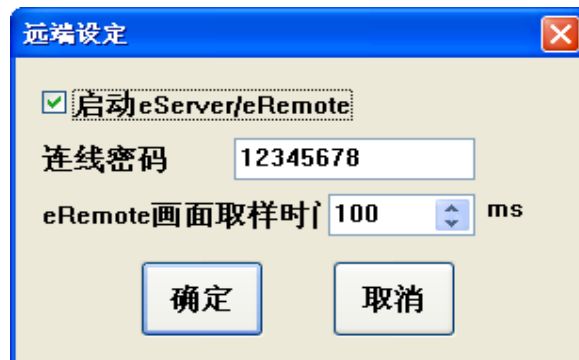 远端设定
启动eServer/eRemote
连线密码 12345678
eRemote画面取样时 100 ms
确定 取消